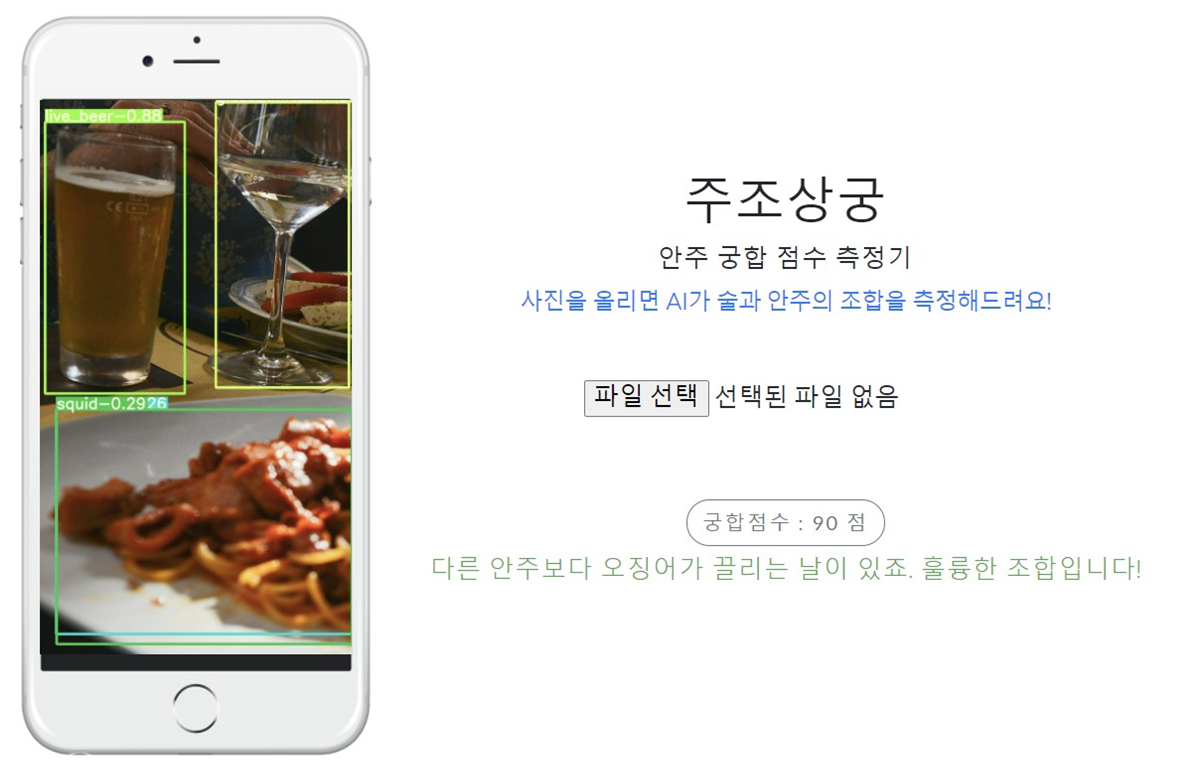 live_beer-0.88
squid-0.2926
CE
주조상궁
안주 궁합 점수 측정기
사진을 올리면 AI가 술과 안주의 조합을 측정해드려요!
파일 선택 선택된 파일 없음
궁합점수 : 90 점
다른 안주보다 오징어가 끌리는 날이 있죠. 훌륭한 조합입니다!